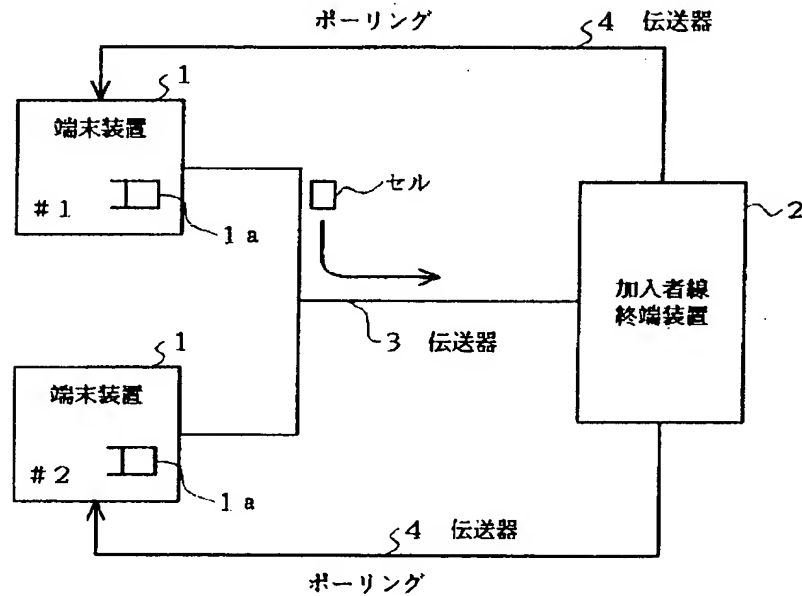 ポーリング
4 伝送器
1
端末装置
#1
1a
セル
2
加入者線
終端装置
3 伝送器
1
端末装置
#2
1a
4 伝送器
ポーリング